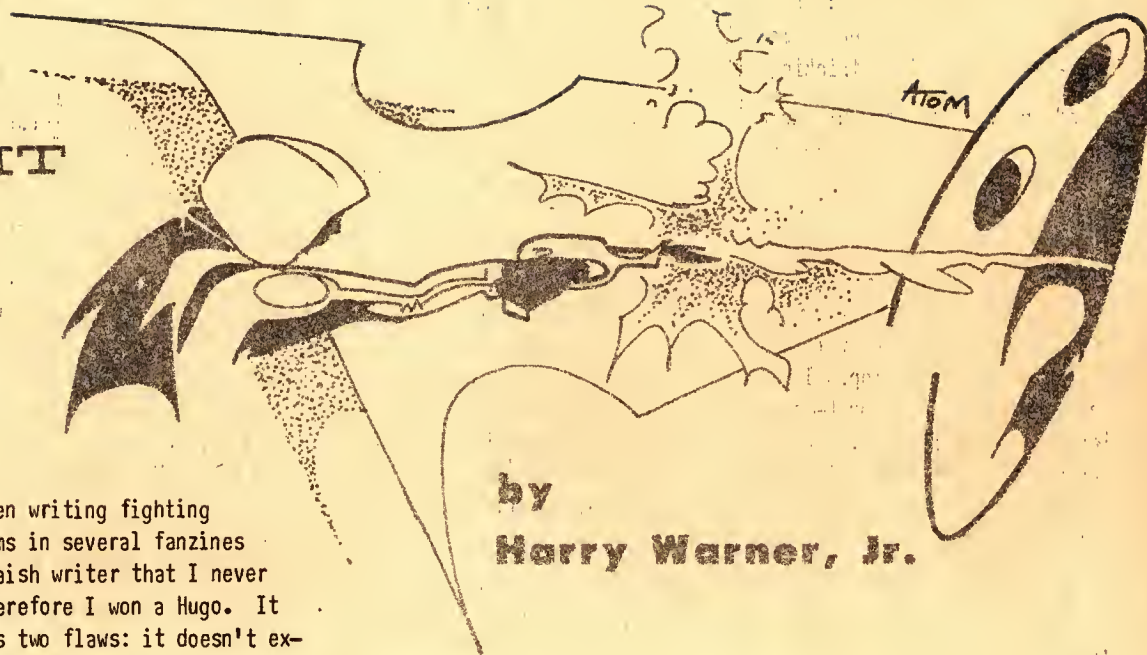 IT
ATOM
by
Harry Warner, Jr.
en writing fighting
ns in several fanzines
aish writer that I never
erefore I won a Hugo. It
s two flaws: it doesn't ex-